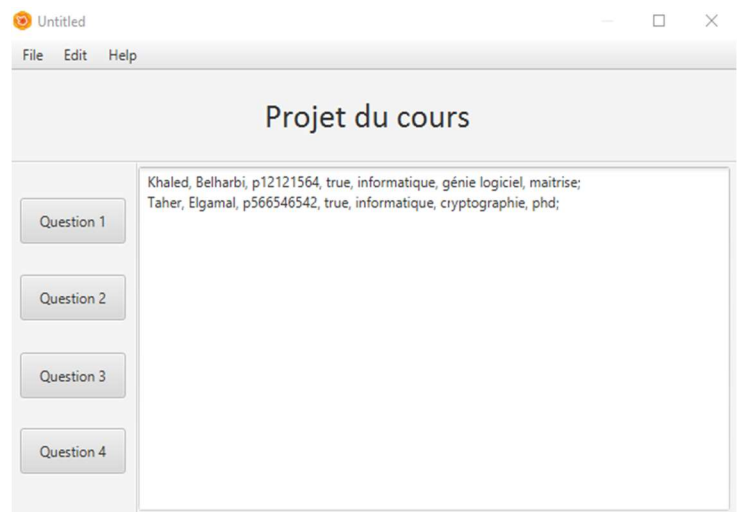 Untitled
File Edit Help
Projet du cours
Khaled, Belharbi, p12121564, true, informatique, génie logiciel, maitrise;
Taher, Elgamal, p566546542, true, informatique, cryptographie, phd;
Question 1
Question 2
Question 3
Question 4